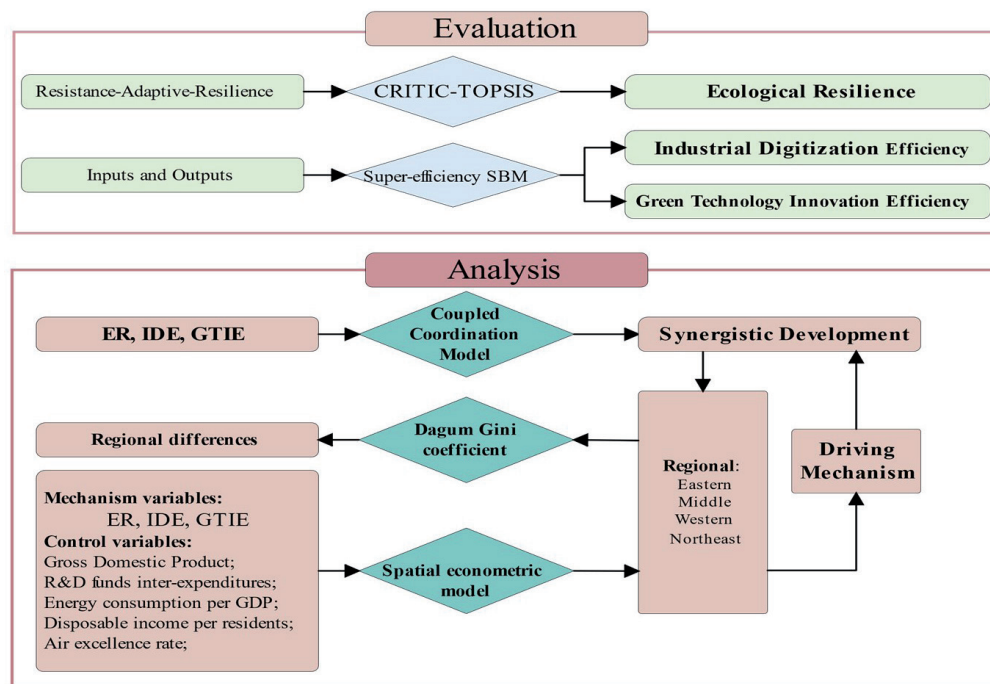 Evaluation
Resistance-Adaptive-Resilience
CRITIC-TOPSIS
Ecological Resilience
Inputs and Outputs
Super-efficiency SBM
Industrial Digitization Efficiency
Green Technology Innovation Efficiency
Analysis
ER, IDE, GTIE
Coupled
Coordination
Model
Synergistic Development
Regional differences
Dagum Gini
coefficient
Regional:
Eastern
Middle
Western
Northeast
Driving
Mechanism
Mechanism variables:
ER, IDE, GTIE
Control variables:
Gross Domestic Product;
R&D funds inter-expenditures;
Energy consumption per GDP;
Disposable income per residents;
Air excellence rate;
Spatial econometric
model